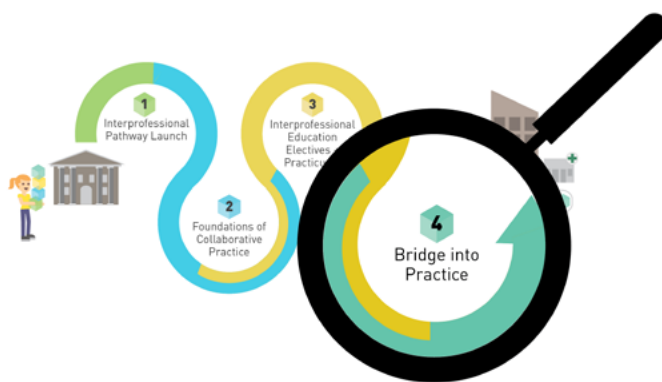 1
Interprofessional
Pathway Launch
2
Foundations of
Collaborative
Practice
3
Interprofessional
Education
Electives
4
Bridge into
Practice